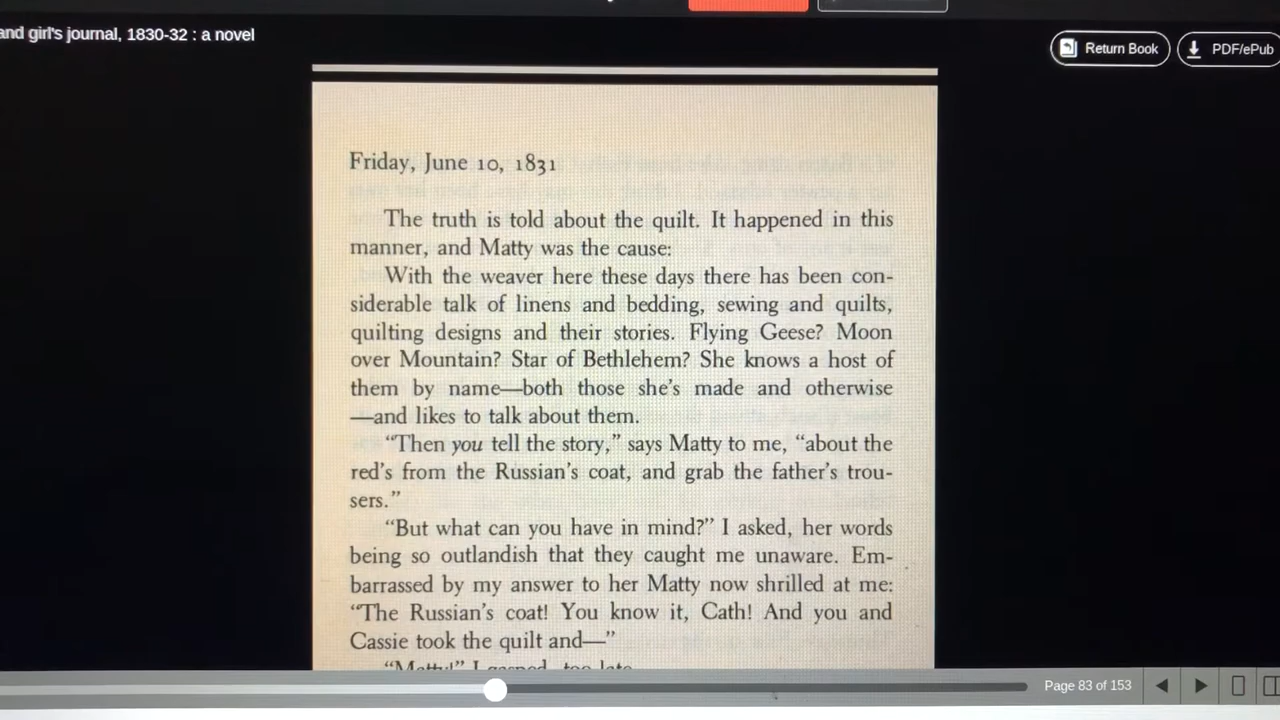 and girl's journal, 1830-32 : a novel
Return Book
PDF/ePub
Friday, June 10, 1831
The truth is told about the quilt. It happened in this
manner, and Matty was the cause:
With the weaver here these days there has been con-
siderable talk of linens and bedding, sewing and quilts,
quilting designs and their stories. Flying Geese? Moon
over Mountain? Star of Bethlehem? She knows a host of
them by name—both those she's made and otherwise
—and likes to talk about them.
“Then you tell the story,” says Matty to me, “about the
red's from the Russian's coat, and grab the father's trou-
sers.”
“But what can you have in mind?” I asked, her words
being so outlandish that they caught me unaware. Em-
barrassed by my answer to her Matty now shrilled at me:
“The Russian's coat! You know it, Cath! And you and
Cassie took the quilt and—”
“Matty!” I gasped, too late.
Page 83 of 153